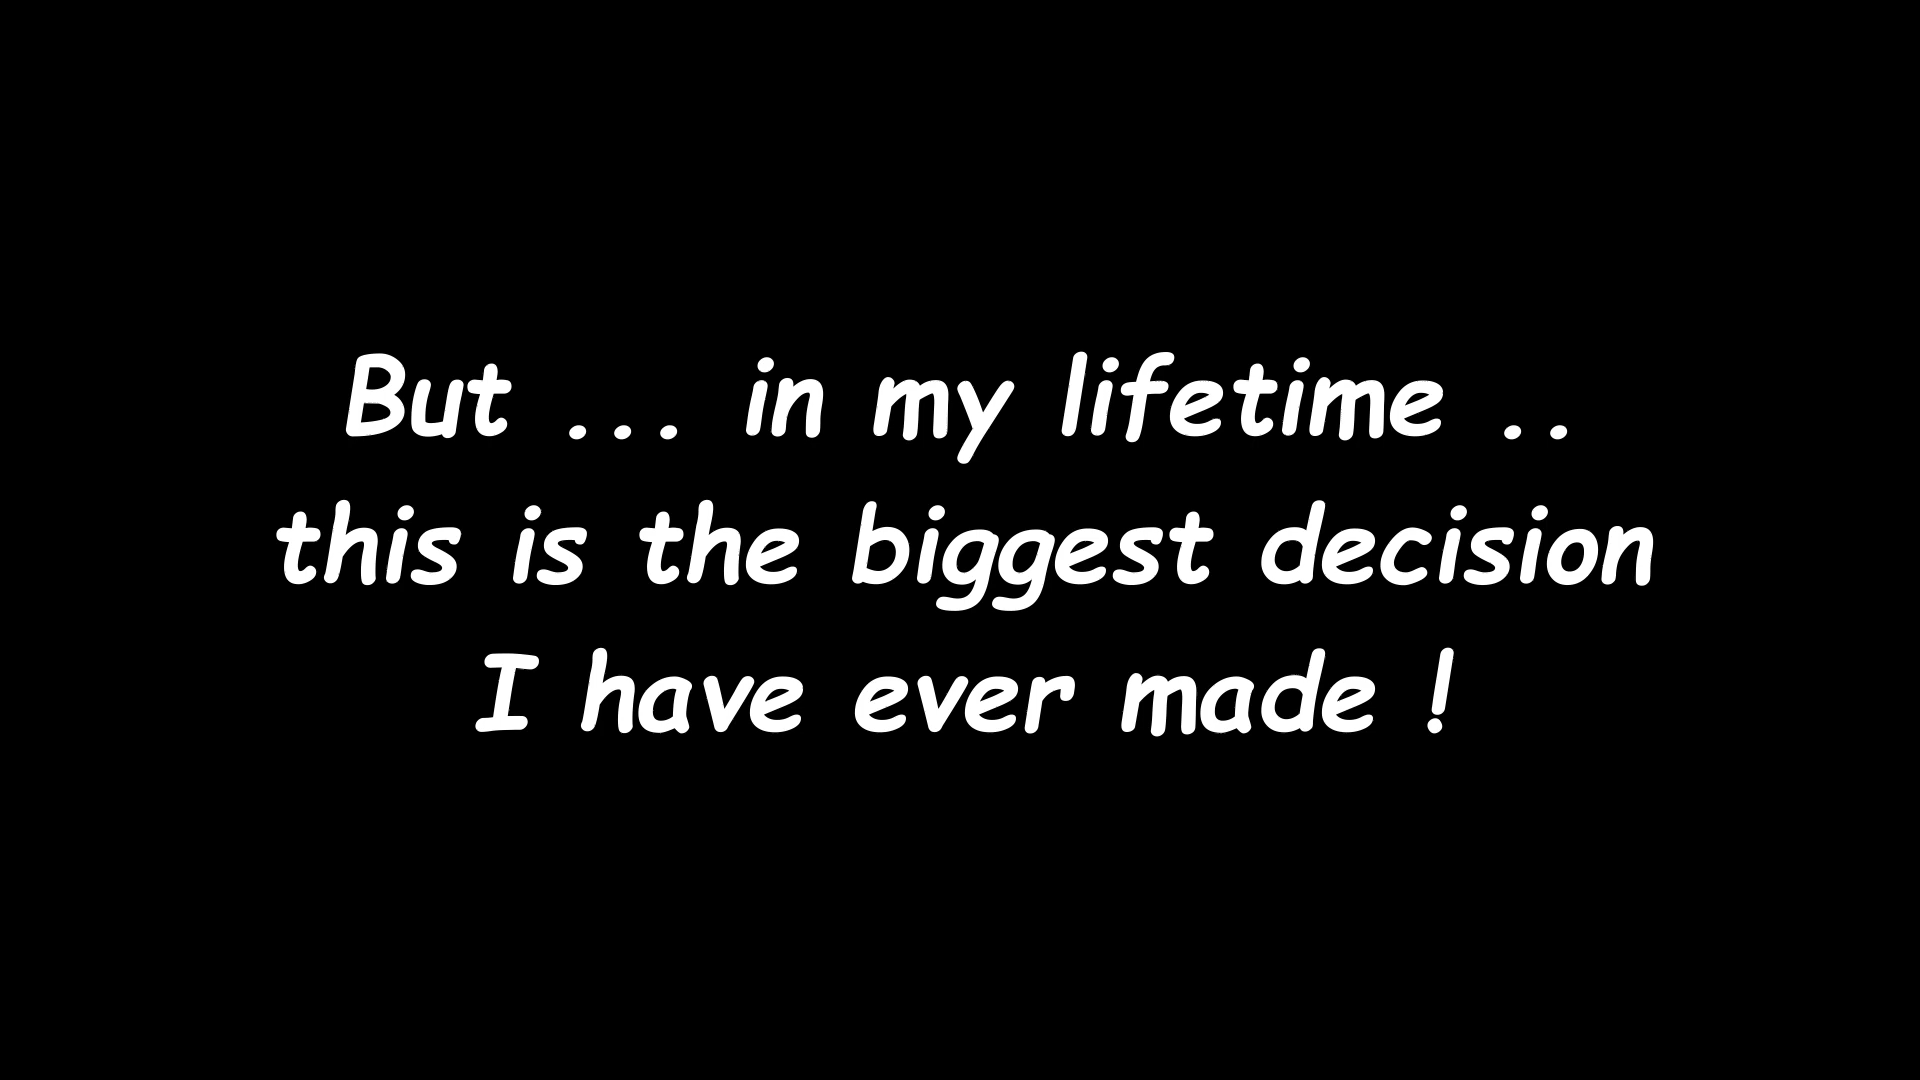 But ... in my lifetime ..
this is the biggest decision
I have ever made !